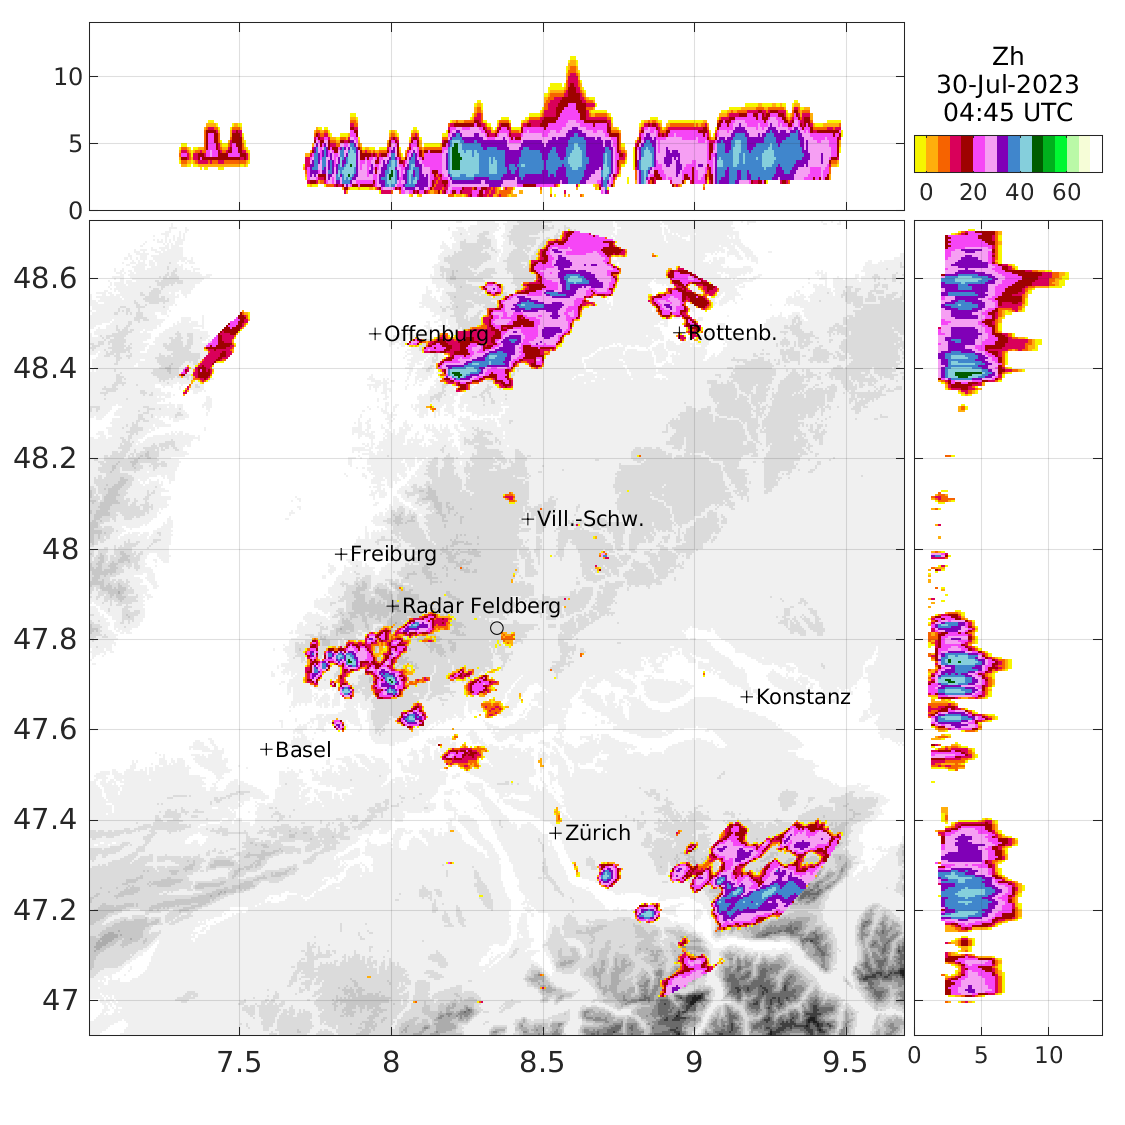 10
5
0
Zh
30-Jul-2023
04:45 UTC
0 20 40 60
48.6
48.4
48.2
48
47.8
47.6
47.4
47.2
47
Offenburg
Rottenb.
Vill.-Schw.
Freiburg
Radar Feldberg
Konstanz
Basel
Zürich
7.5 8 8.5 9 9.5
0 5 10